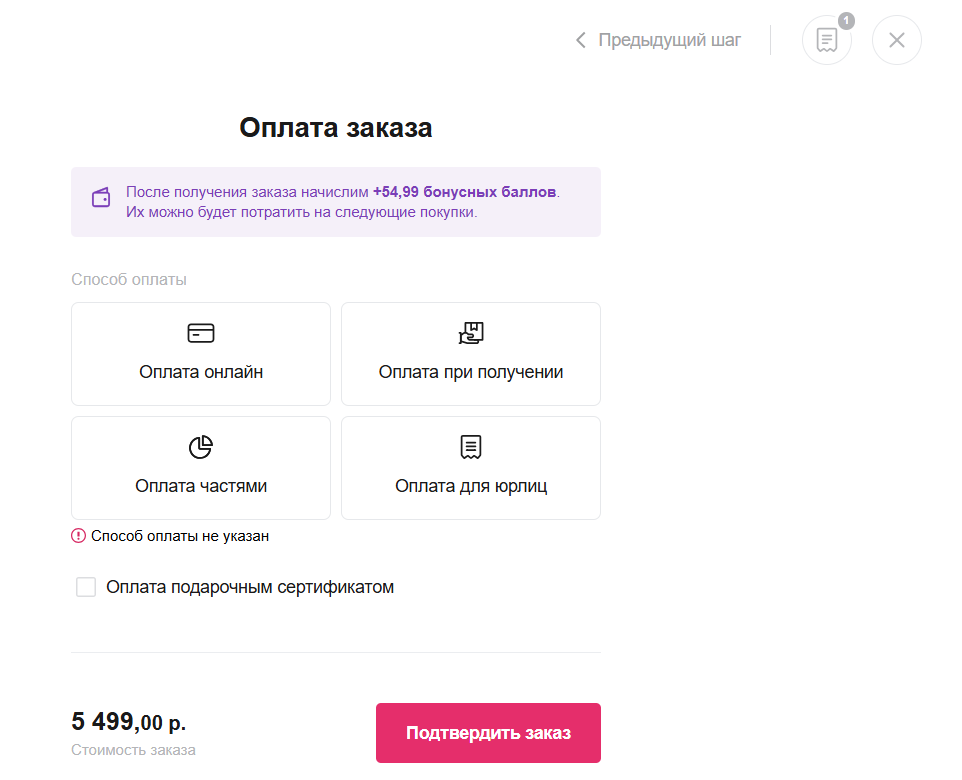 Предыдущий шаг
1
Оплата заказа
После получения заказа начислим +54,99 бонусных баллов.
Их можно будет потратить на следующие покупки.
Способ оплаты
Оплата онлайн
Оплата при получении
Оплата частями
Оплата для юрлиц
Способ оплаты не указан
Оплата подарочным сертификатом
5 499,00 р.
Стоимость заказа
Подтвердить заказ